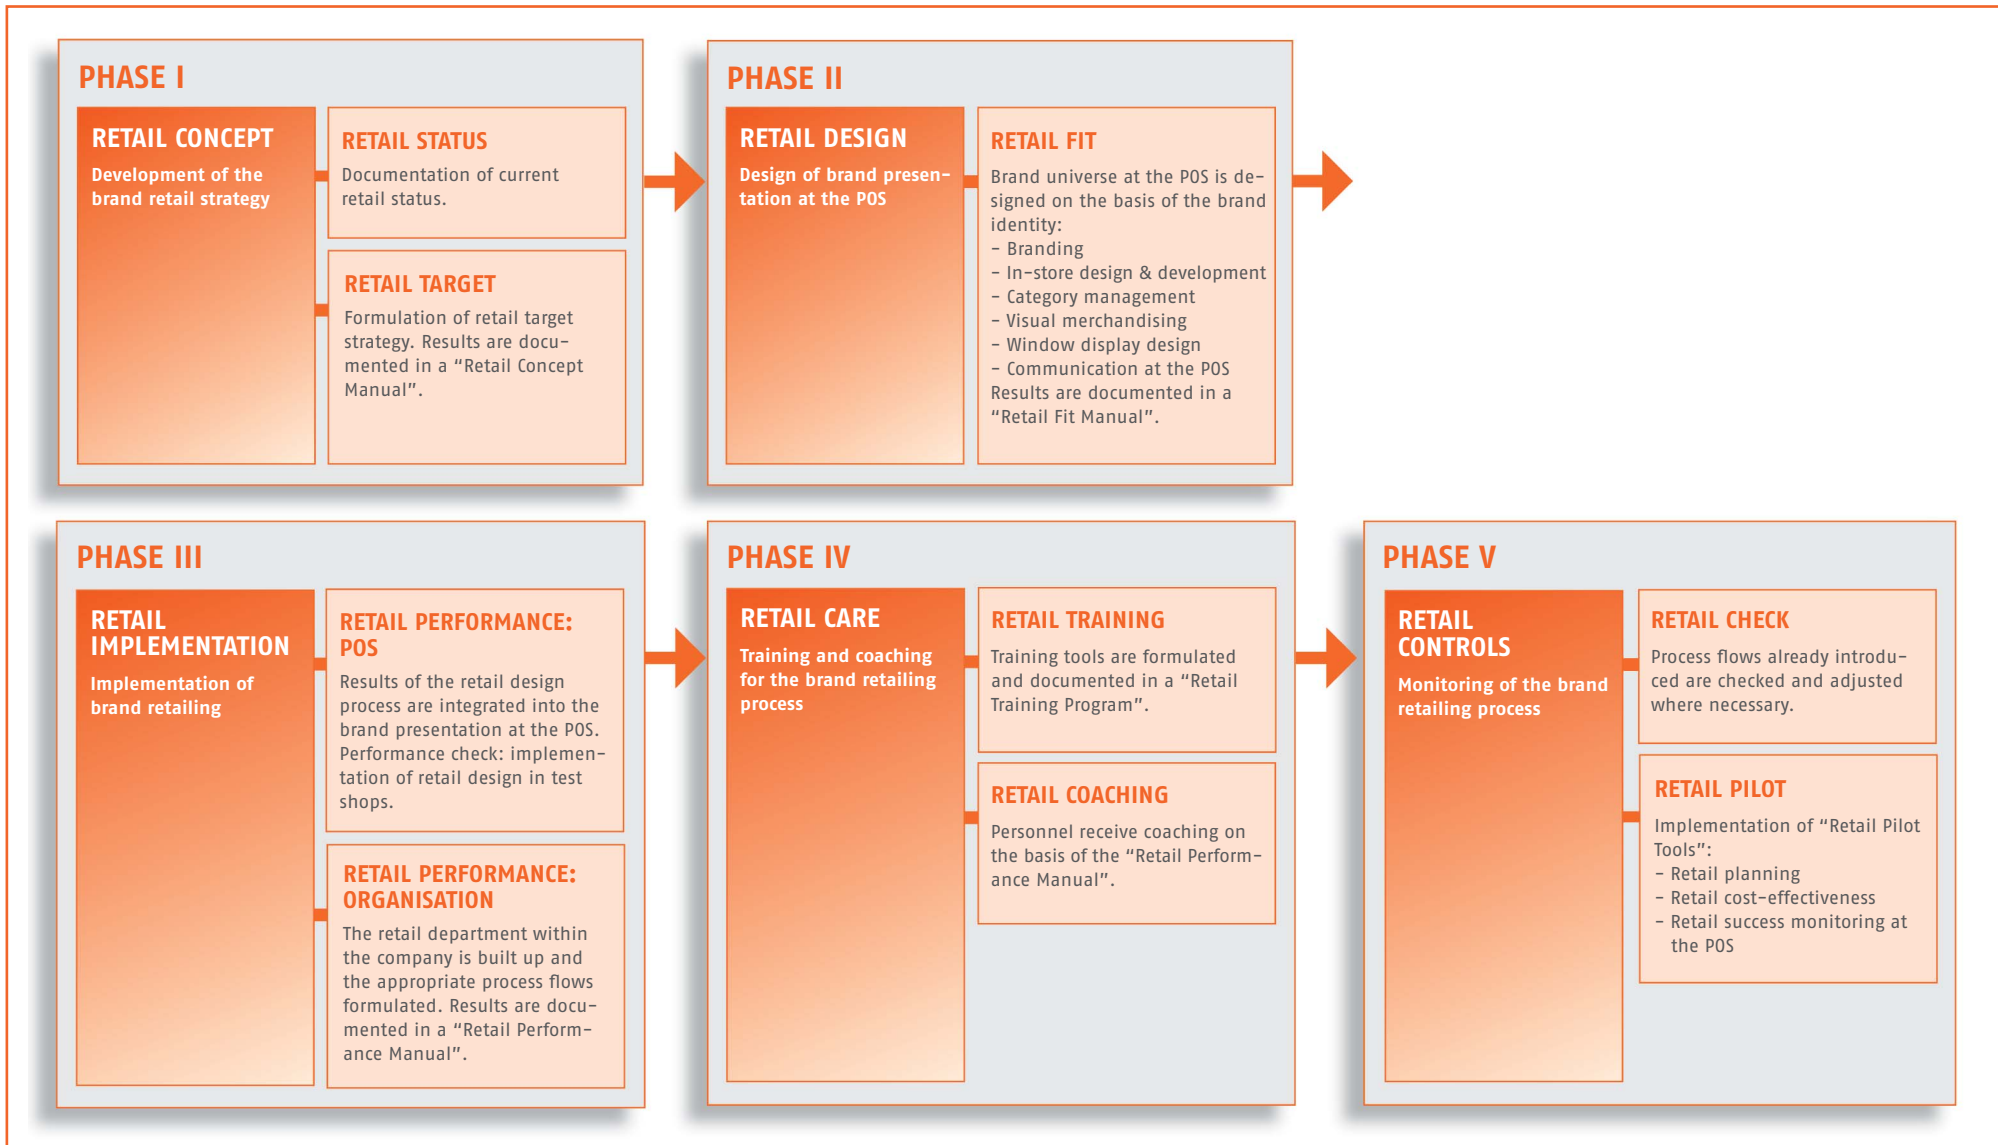 PHASE I
RETAIL CONCEPT
Development of the
brand retail strategy
RETAIL STATUS
Documentation of current
retail status.
RETAIL TARGET
Formulation of retail target
strategy. Results are docu-
mented in a “Retail Concept
Manual”.
PHASE II
RETAIL DESIGN
Design of brand presen-
tation at the POS
RETAIL FIT
Brand universe at the POS is de-
signed on the basis of the brand
identity:
- Branding
- In-store design & development
- Category management
- Visual merchandising
- Window display design
- Communication at the POS
Results are documented in a
“Retail Fit Manual”.
PHASE III
RETAIL
IMPLEMENTATION
Implementation of
brand retailing
RETAIL PERFORMANCE:
POS
Results of the retail design
process are integrated into the
brand presentation at the POS.
Performance check: implemen-
tation of retail design in test
shops.
RETAIL PERFORMANCE:
ORGANISATION
The retail department within
the company is built up and
the appropriate process flows
formulated. Results are docu-
mented in a “Retail Perform-
ance Manual”.
PHASE IV
RETAIL CARE
Training and coaching
for the brand retailing
process
RETAIL TRAINING
Training tools are formulated
and documented in a “Retail
Training Program”.
RETAIL COACHING
Personnel receive coaching on
the basis of the “Retail Perform-
ance Manual”.
PHASE V
RETAIL
CONTROLS
Monitoring of the brand
retailing process
RETAIL CHECK
Process flows already introdu-
ced are checked and adjusted
where necessary.
RETAIL PILOT
Implementation of “Retail Pilot
Tools”:
- Retail planning
- Retail cost-effectiveness
- Retail success monitoring at
the POS